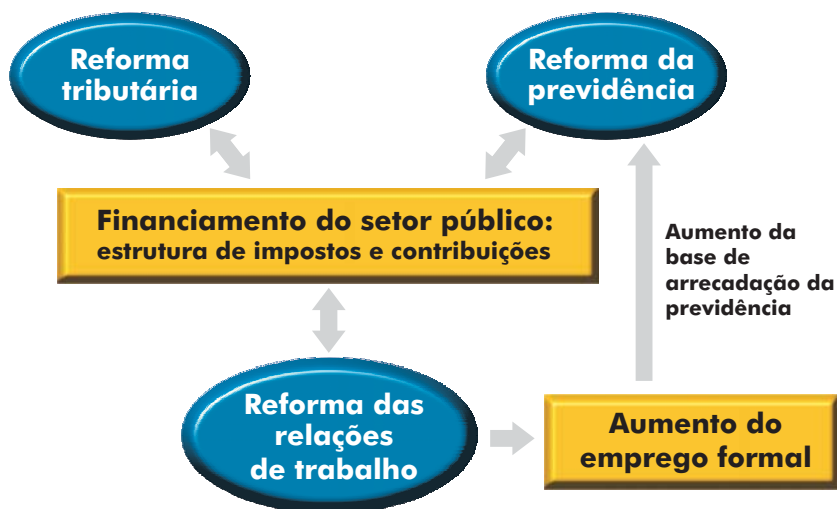 Reforma
tributária
Reforma da
previdência
Financiamento do setor público:
estrutura de impostos e contribuições
Aumento da
base de
arrecadação da
previdência
Reforma das
relações
de trabalho
Aumento do
emprego formal